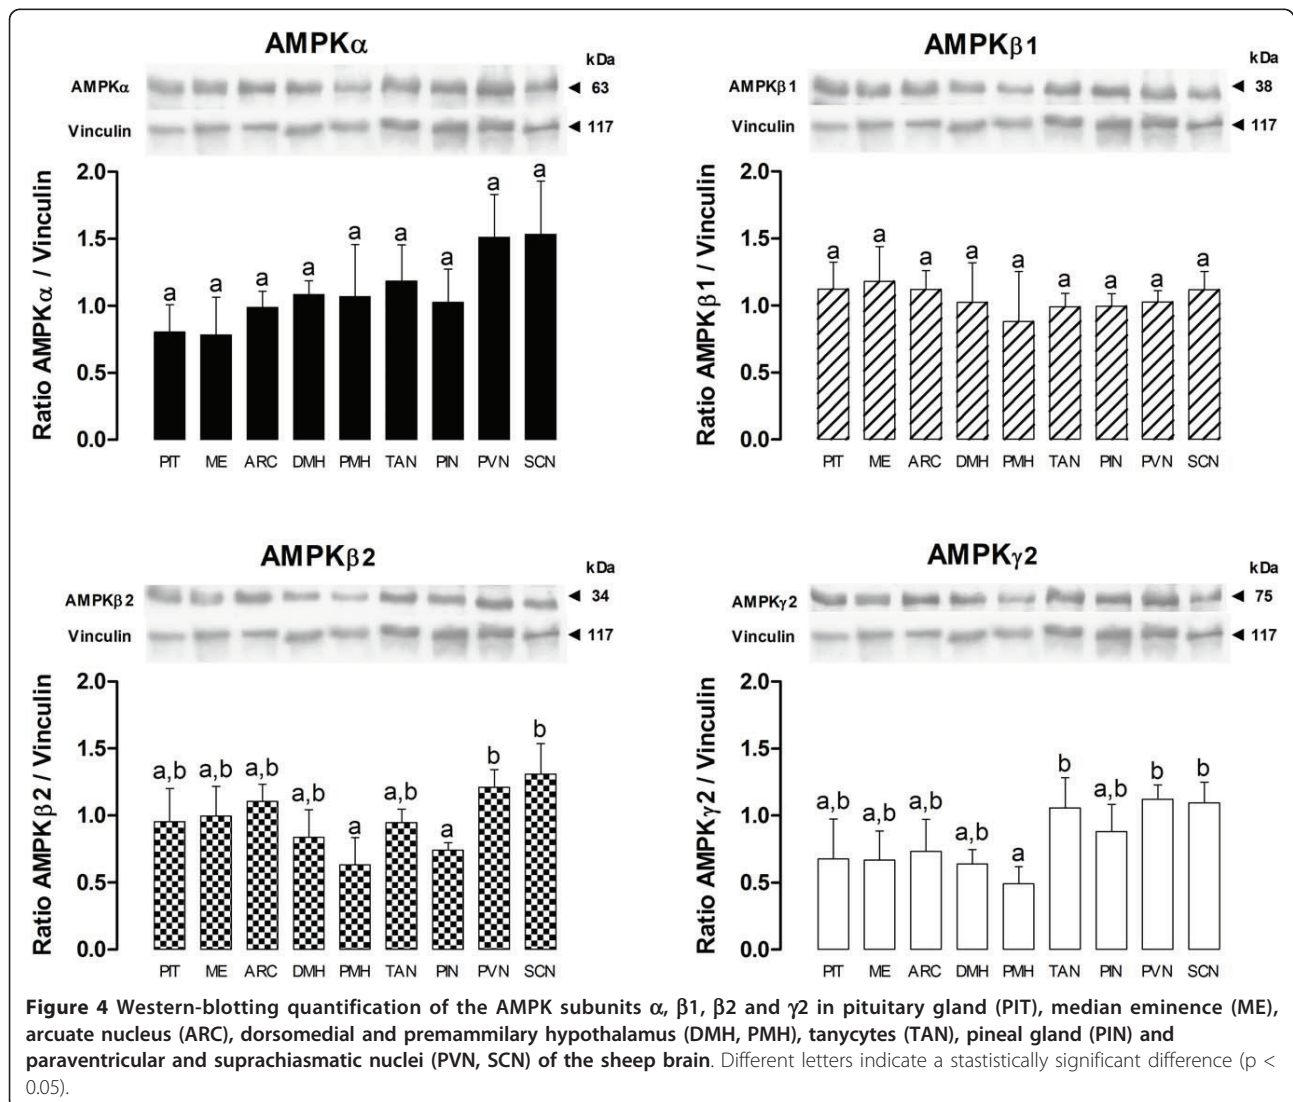 AMPKα
kDa
AMPKα
63
Vinculin
117
Ratio AMPKα / Vinculin
2.0
1.5
1.0
0.5
0.0
a a a a a a a a a
PIT ME ARC DMH PMH TAN PIN PVN SCN
AMPKβ1
kDa
AMPKβ1
38
Vinculin
117
Ratio AMPKβ1 / Vinculin
2.0
1.5
1.0
0.5
0.0
a a a a a a a a a
PIT ME ARC DMH PMH TAN PIN PVN SCN
AMPKβ2
kDa
AMPKβ2
34
Vinculin
117
Ratio AMPKβ2 / Vinculin
2.0
1.5
1.0
0.5
0.0
a,b a,b a,b a,b a a,b a b b
PIT ME ARC DMH PMH TAN PIN PVN SCN
AMPKγ2
kDa
AMPKγ2
75
Vinculin
117
Ratio AMPKγ2 / Vinculin
2.0
1.5
1.0
0.5
0.0
a,b a,b a,b a,b a b a,b b b
PIT ME ARC DMH PMH TAN PIN PVN SCN
Figure 4 Western-blotting quantification of the AMPK subunits α, β1, β2 and γ2 in pituitary gland (PIT), median eminence (ME),
arcuate nucleus (ARC), dorsomedial and premammilary hypothalamus (DMH, PMH), tanycytes (TAN), pineal gland (PIN) and
paraventricular and suprachiasmatic nuclei (PVN, SCN) of the sheep brain. Different letters indicate a stastistically significant difference (p <
0.05).